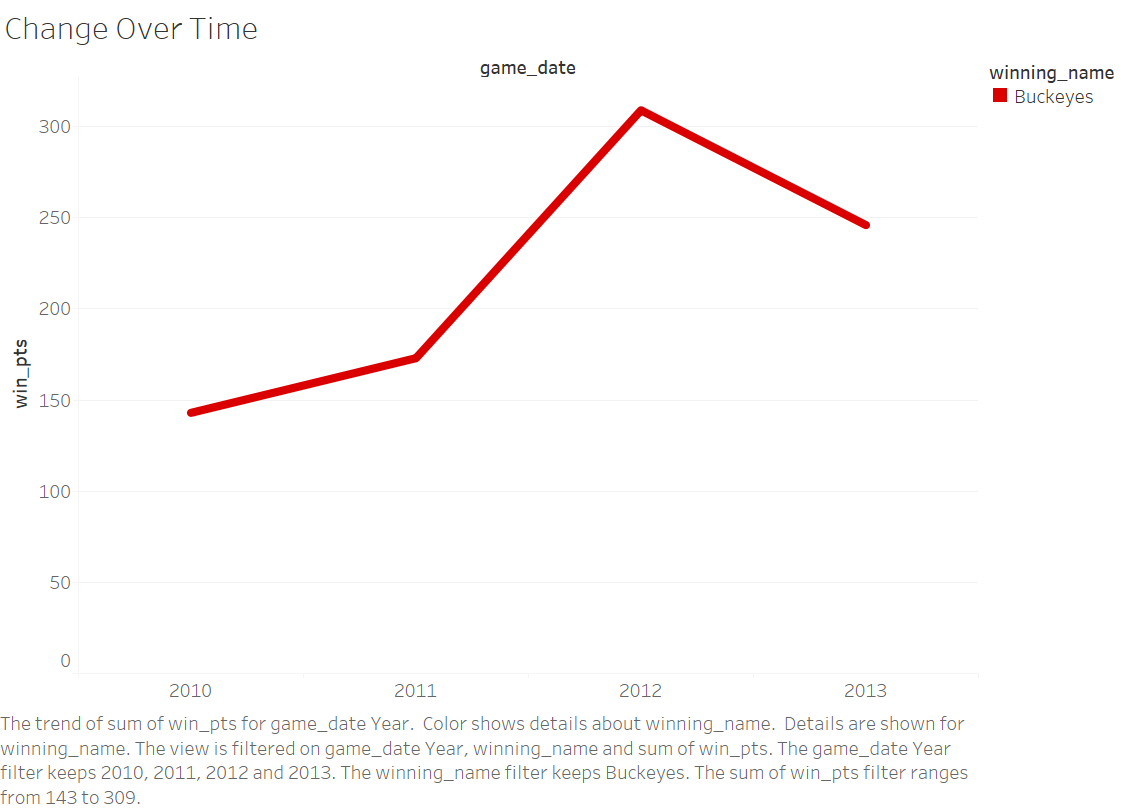 Change Over Time
game_date
winning_name
Buckeyes
300
250
200
150
100
50
0
win_pts
2010
2011
2012
2013
The trend of sum of win_pts for game_date Year.  Color shows details about winning_name.  Details are shown for
winning_name. The view is filtered on game_date Year, winning_name and sum of win_pts. The game_date Year
filter keeps 2010, 2011, 2012 and 2013. The winning_name filter keeps Buckeyes. The sum of win_pts filter ranges
from 143 to 309.